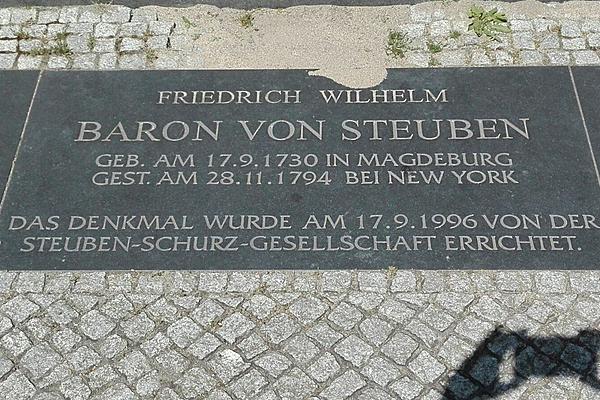 FRIEDRICH WILHELM
BARON VON STEUBEN
GEB. AM 17.9.1730 IN MAGDEBURG
GEST. AM 28.11.1794 BEI NEW YORK
DAS DENKMAL WURDE AM 17.9.1996 VON DER
STEUBEN-SCHURZ-GESELLSCHAFT ERRICHTET.